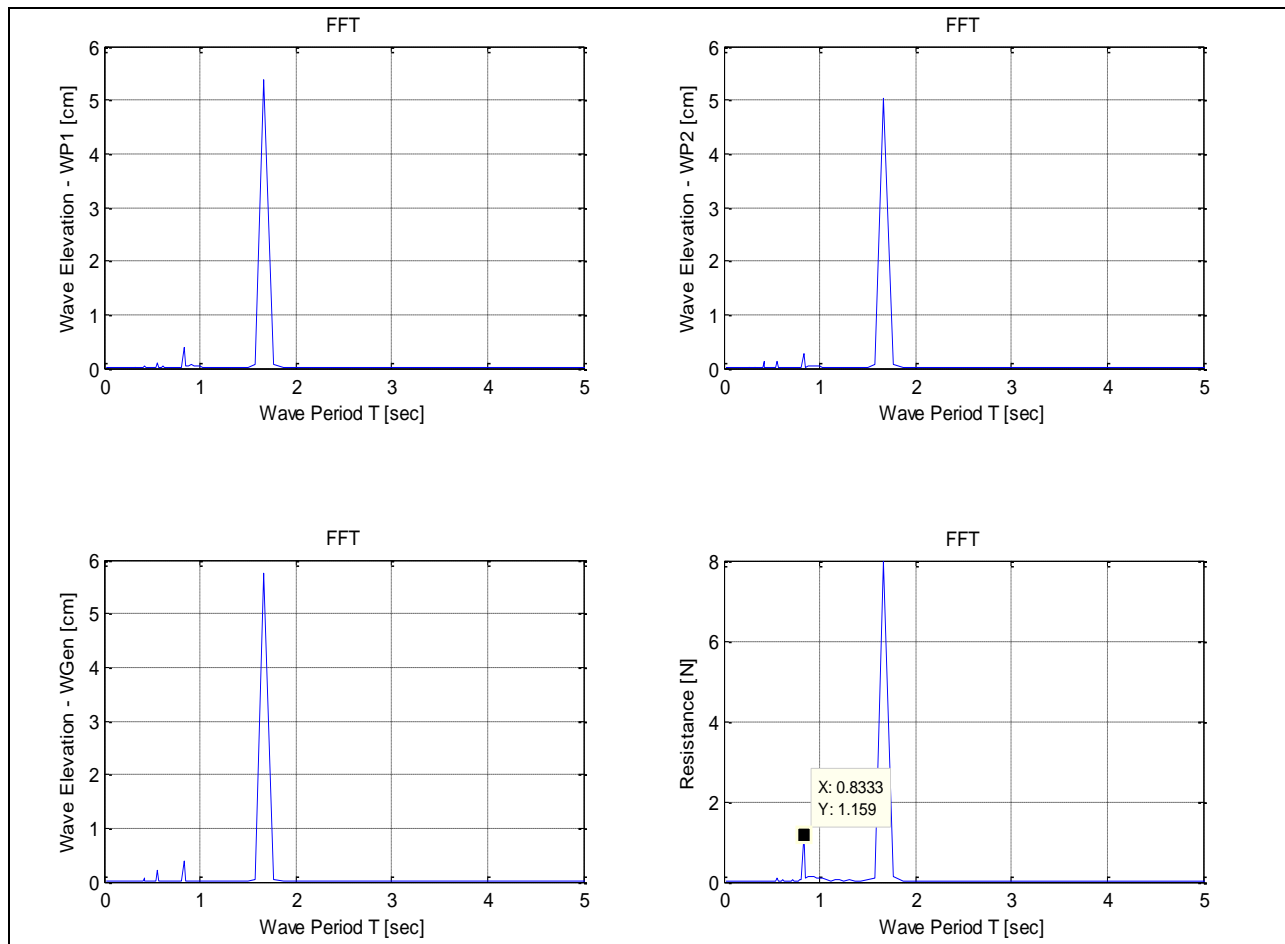 FFT
6
5
4
3
2
1
0
Wave Elevation - WP1 [cm]
0 1 2 3 4 5
Wave Period T [sec]
FFT
6
5
4
3
2
1
0
Wave Elevation - WP2 [cm]
0 1 2 3 4 5
Wave Period T [sec]
FFT
6
5
4
3
2
1
0
Wave Elevation - WGen [cm]
0 1 2 3 4 5
Wave Period T [sec]
FFT
8
6
4
2
0
Resistance [N]
X: 0.8333
Y: 1.159
0 1 2 3 4 5
Wave Period T [sec]